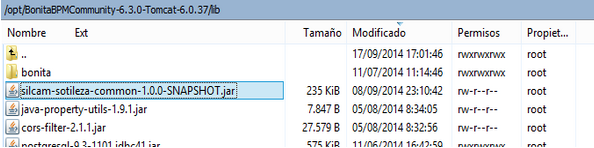 /opt/BonitaBPMCommunity-6.3.0-Tomcat-6.0.37/lib
Nombre Ext Tamaño Modificado Permisos Propiet...
.. 17/09/2014 17:01:46 rwxrwxrwx root
bonita 11/07/2014 11:14:46 rwxrwxrwx root
silcam-sotileza-common-1.0.0-SNAPSHOT.jar 235 KiB 08/09/2014 23:10:42 rw-r--r-- root
java-property-utils-1.9.1.jar 7.847 B 05/08/2014 8:34:05 rw-r--r-- root
cors-filter-2.1.1.jar 27.579 B 05/08/2014 8:32:56 rw-r--r-- root
postgresql-9.3-1101.jdbc41.jar 575 KiB 11/06/2014 16:42:59 rwxrwxrwx root